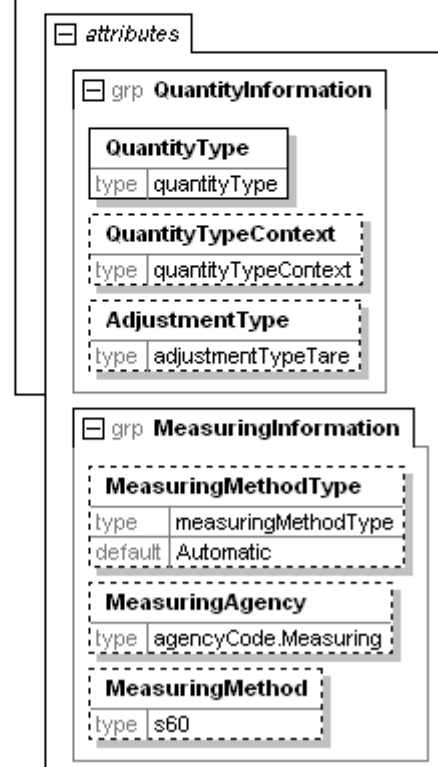 attributes
grp QuantityInformation
QuantityType
type quantityType
QuantityTypeContext
type quantityTypeContext
AdjustmentType
type adjustmentTypeTare
grp MeasuringInformation
MeasuringMethodType
type measuringMethodType
default Automatic
MeasuringAgency
type agencyCode.Measuring
MeasuringMethod
type s60